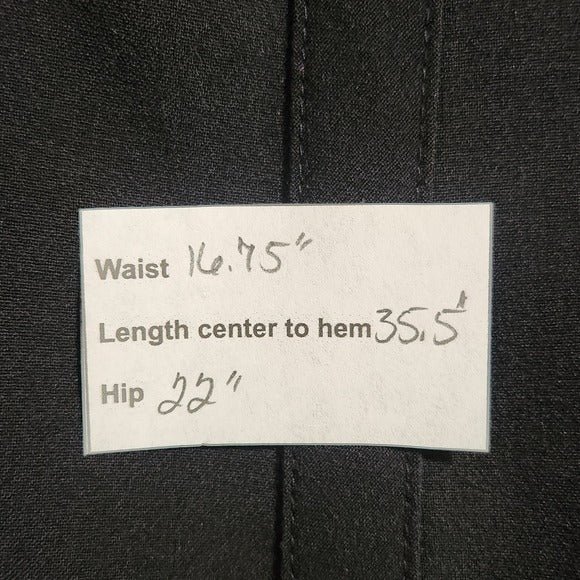 Waist 16.75"
Length center to hem 35.5"
Hip 22"